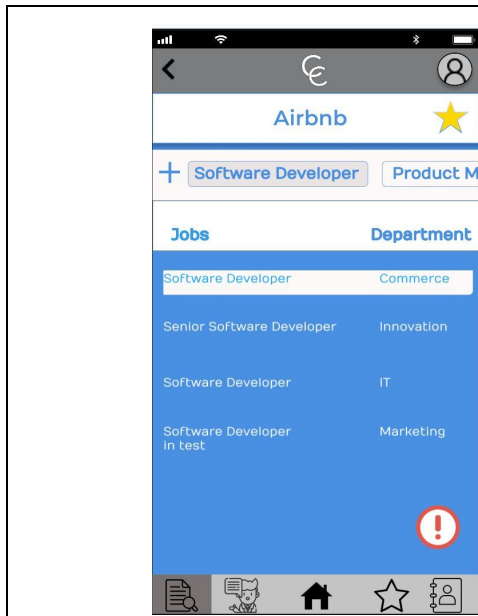 CC
Airbnb
+ Software Developer Product M
Jobs Department
Software Developer Commerce
Senior Software Developer Innovation
Software Developer IT
Software Developer Marketing
in test
!